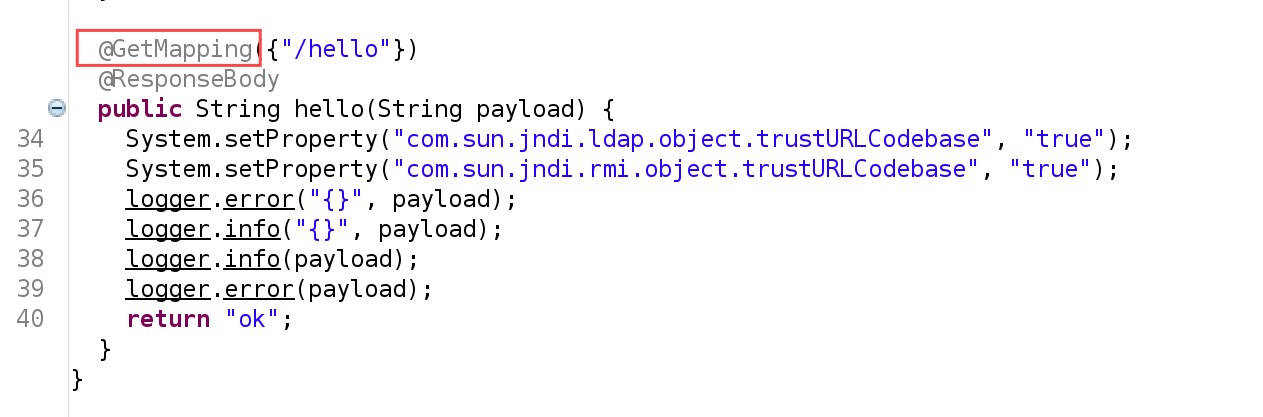 @GetMapping({"/hello"})
@ResponseBody
public String hello(String payload) {
34 System.setProperty("com.sun.jndi.ldap.object.trustURLCodebase", "true");
35 System.setProperty("com.sun.jndi.rmi.object.trustURLCodebase", "true");
36 logger.error("{}", payload);
37 logger.info("{}", payload);
38 logger.info(payload);
39 logger.error(payload);
40 return "ok";
}
}